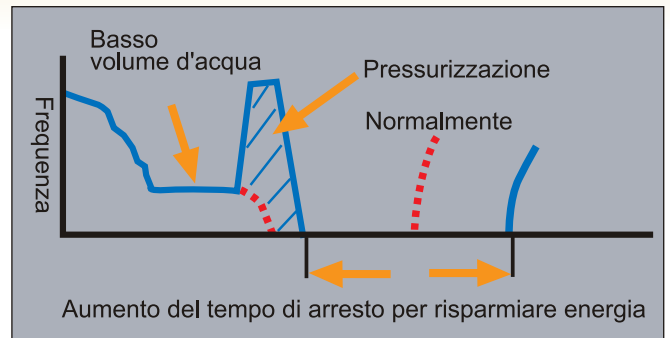 Basso
volume d'acqua
Pressurizzazione
Normalmente
Frequenza
Aumento del tempo di arresto per risparmiare energia